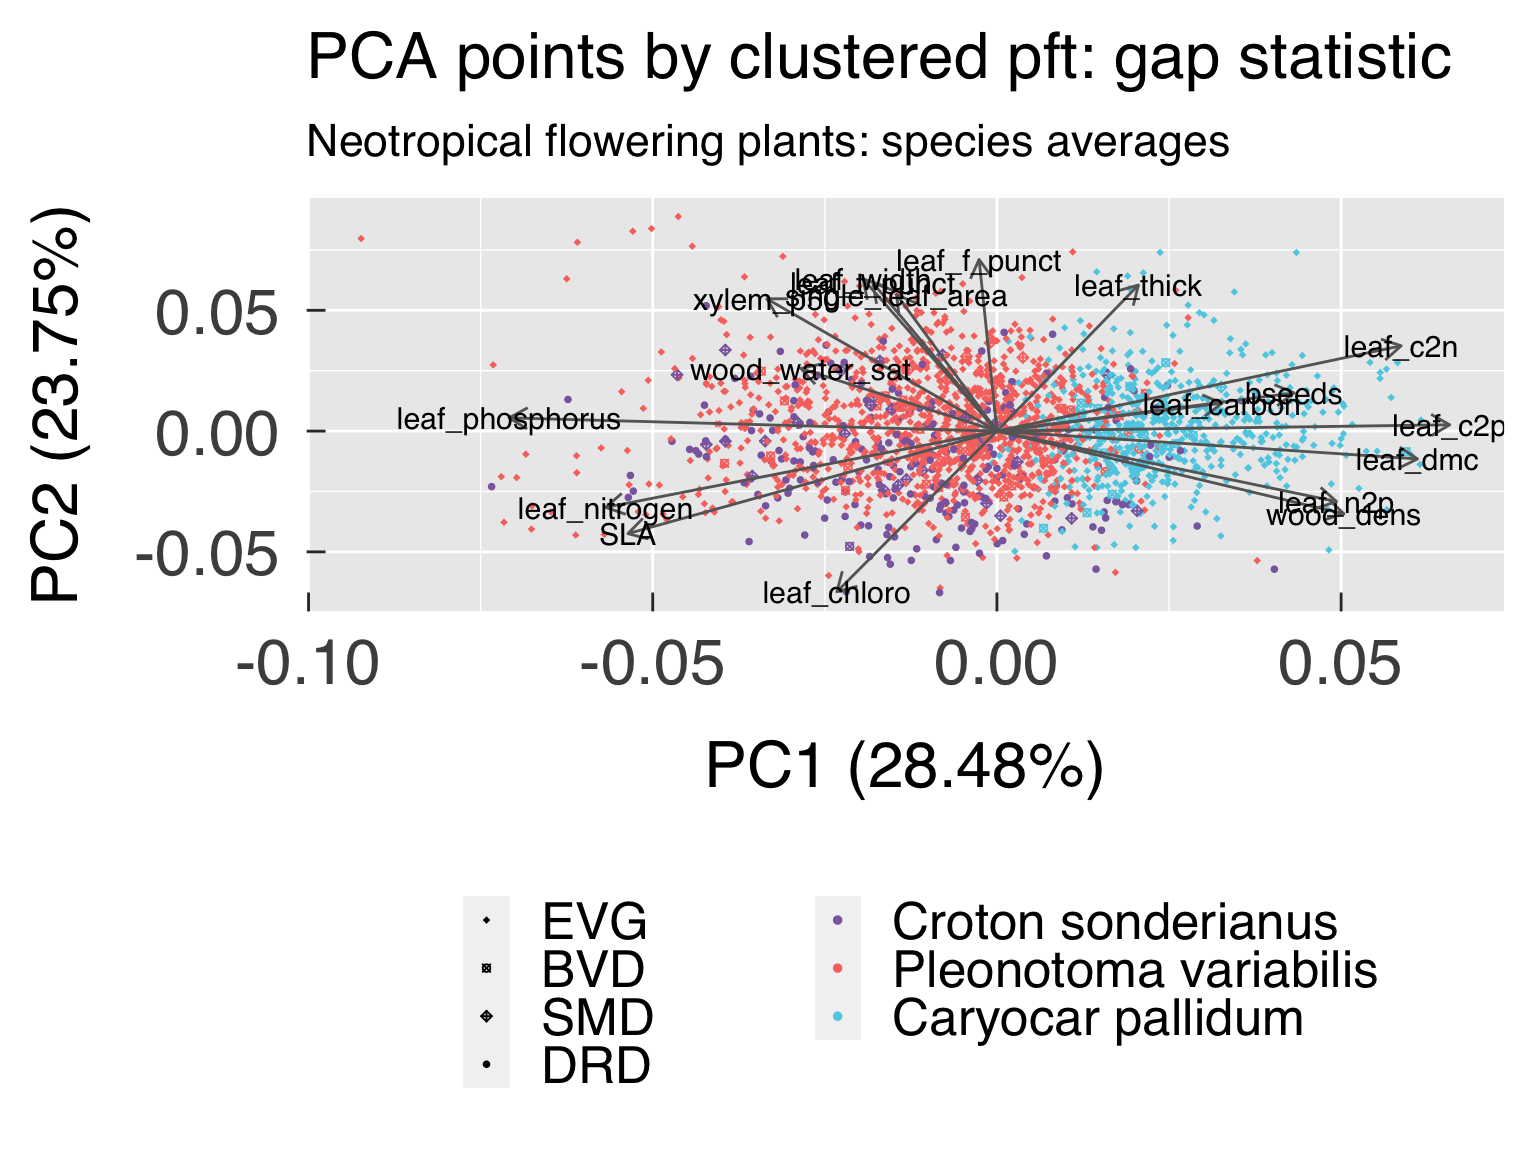 PCA points by clustered pft: gap statistic
Neotropical flowering plants: species averages
PC2 (23.75%)
0.05
0.00
-0.05
leaf_f_punct
leaf_width
single_leaf_area
leaf_thick
leaf_c2n
wood_water_sat
bseeds
leaf_carbon
leaf_phosphorus
leaf_c2p
leaf_dmc
leaf_nitrogen
leaf_n2p
wood_dens
SLA
leaf_chloro
-0.10
-0.05
0.00
0.05
PC1 (28.48%)
EVG
BVD
SMD
DRD
Croton sonderianus
Pleonotoma variabilis
Caryocar pallidum